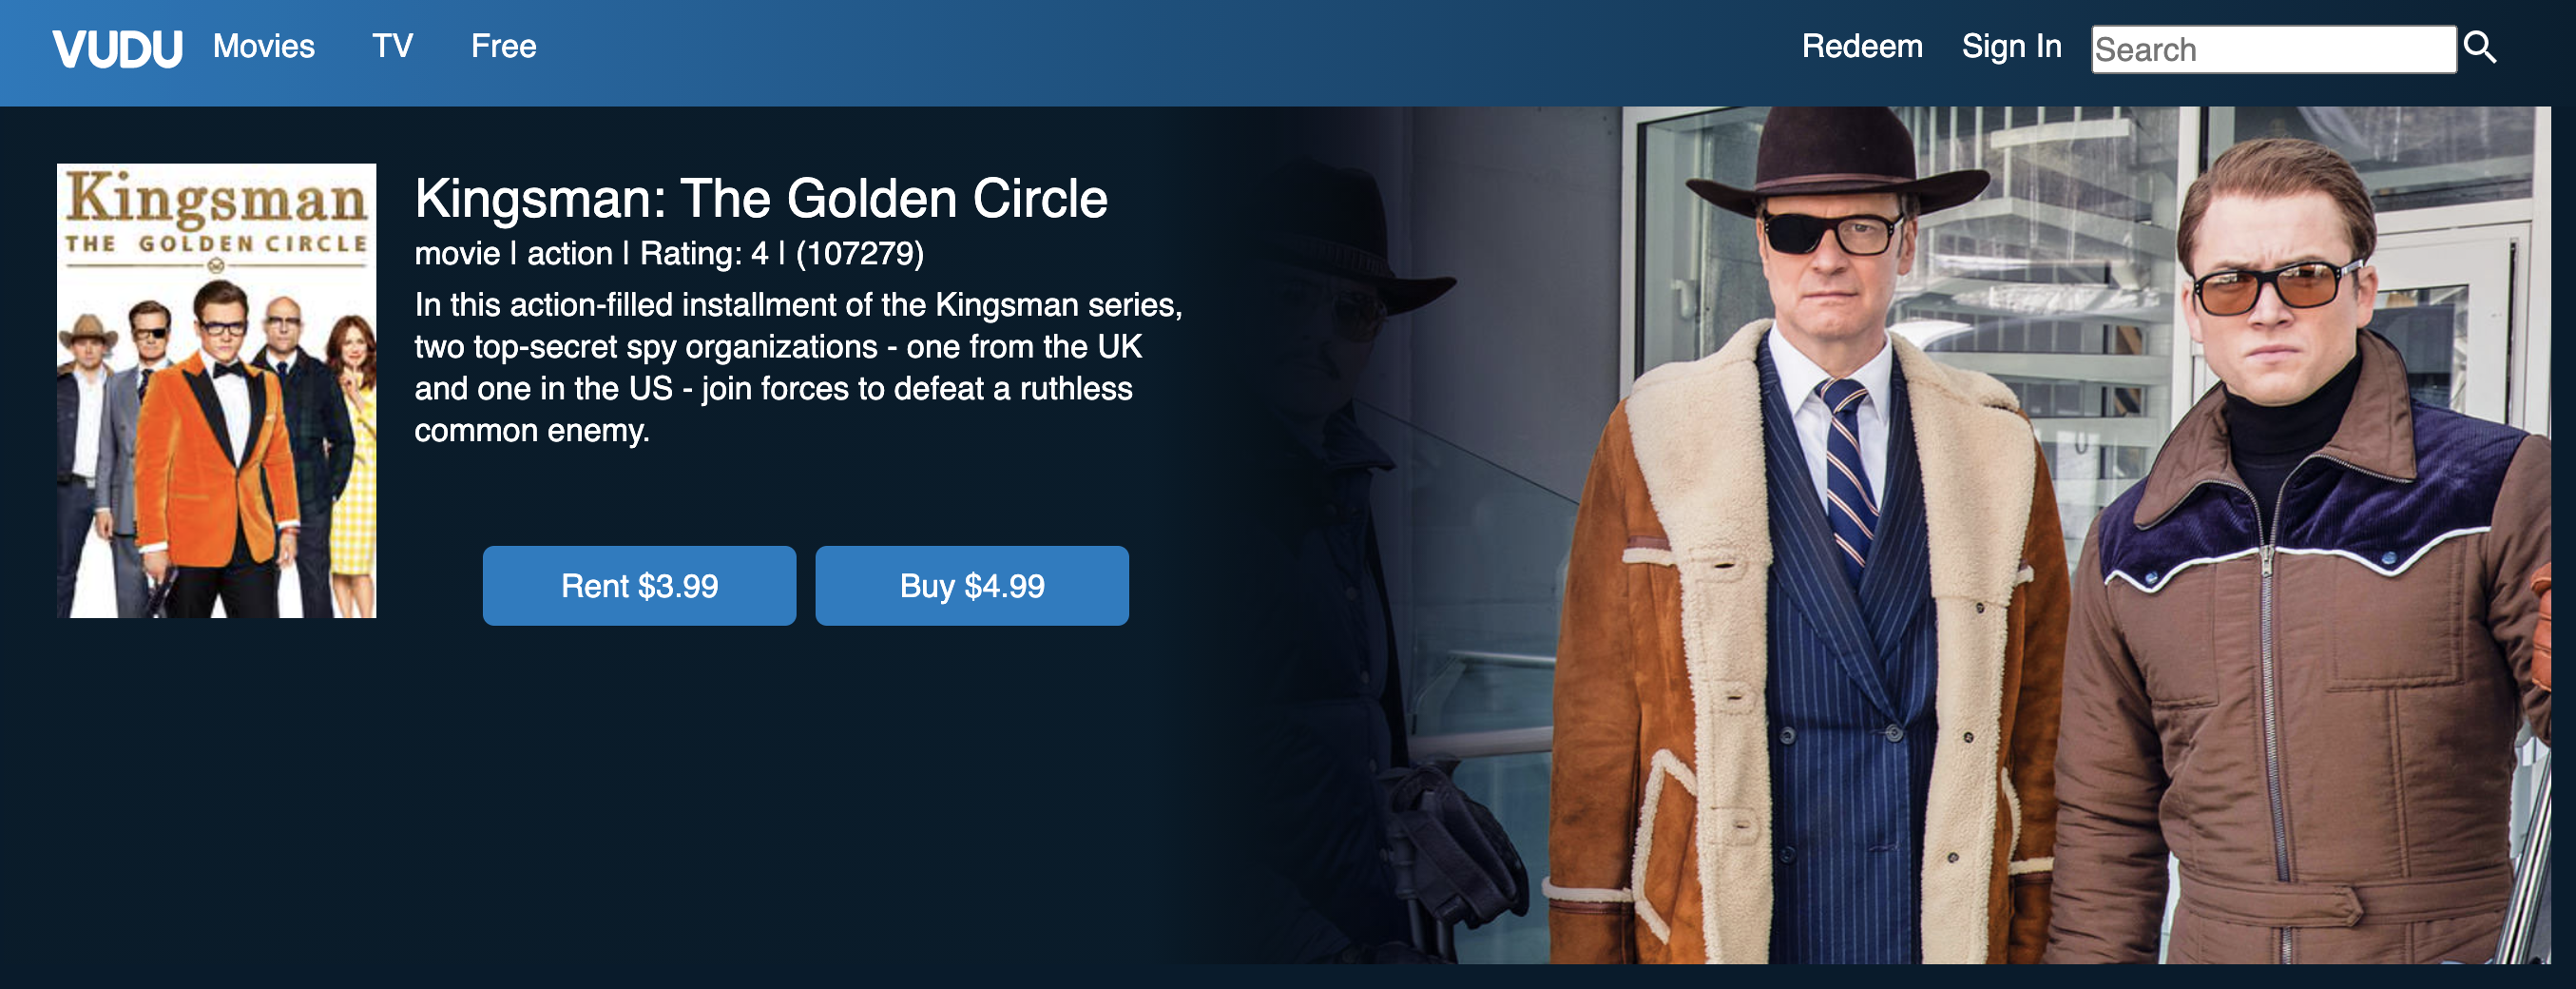 VUDU Movies TV Free Redeem Sign In Search
Kingsman
THE GOLDEN CIRCLE
Kingsman: The Golden Circle
movie | action | Rating: 4 | (107279)
In this action-filled installment of the Kingsman series,
two top-secret spy organizations - one from the UK
and one in the US - join forces to defeat a ruthless
common enemy.
Rent $3.99 Buy $4.99